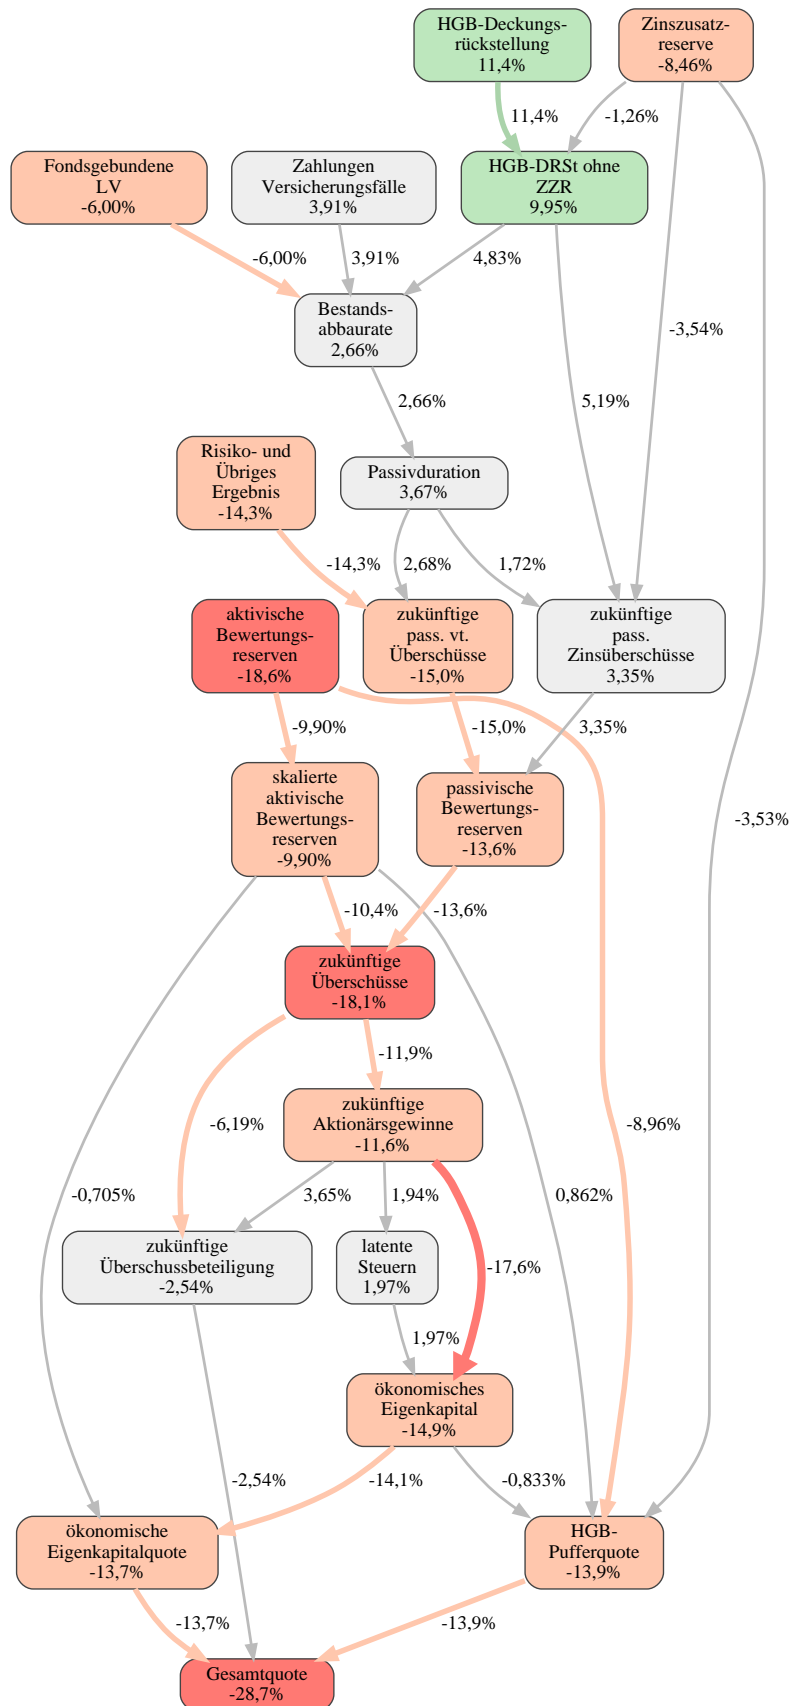 HGB-Deckungs-
rückstellung
11,4%
Zinszusatz-
reserve
-8,46%
11,4%
-1,26%
Fondsgebundene
LV
-6,00%
Zahlungen
Versicherungsfälle
3,91%
HGB-DRSt ohne
ZZR
9,95%
-6,00%
3,91%
4,83%
Bestands-
abbaurate
2,66%
-3,54%
2,66%
5,19%
Risiko- und
Übriges
Ergebnis
-14,3%
Passivduration
3,67%
-14,3%
2,68%
1,72%
aktivische
Bewertungs-
reserven
-18,6%
zukünftige
pass. vt.
Überschüsse
-15,0%
zukünftige
pass.
Zinsüberschüsse
3,35%
-9,90%
-15,0%
3,35%
skalierte
aktivische
Bewertungs-
reserven
-9,90%
passivische
Bewertungs-
reserven
-13,6%
-3,53%
-10,4%
-13,6%
zukünftige
Überschüsse
-18,1%
-11,9%
-6,19%
zukünftige
Aktionärsgewinne
-11,6%
-8,96%
-0,705%
3,65%
1,94%
0,862%
zukünftige
Überschussbeteiligung
-2,54%
latente
Steuern
1,97%
-17,6%
1,97%
ökonomisches
Eigenkapital
-14,9%
-2,54%
-14,1%
-0,833%
ökonomische
Eigenkapitalquote
-13,7%
HGB-
Pufferquote
-13,9%
-13,7%
-13,9%
Gesamtquote
-28,7%